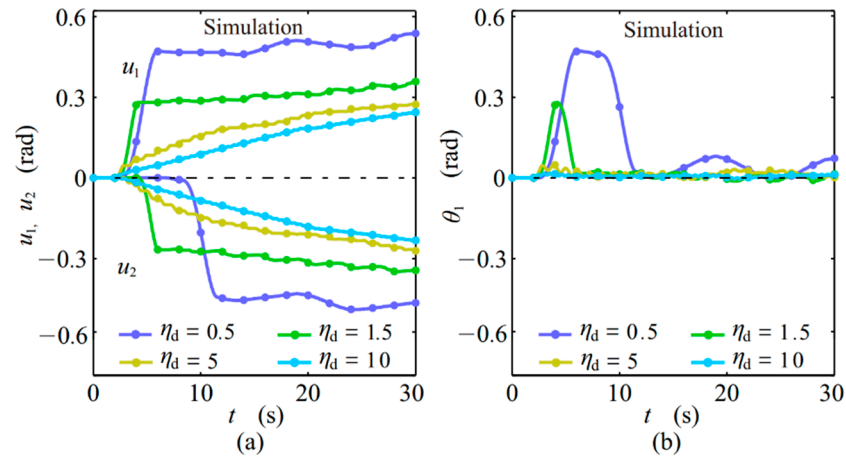 Simulation
0.6
0.3
0
−0.3
−0.6
u1, u2 (rad)
u1
u2
ηd = 0.5
ηd = 1.5
ηd = 5
ηd = 10
0 10 20 30
t (s)
(a)
Simulation
0.6
0.3
0
−0.3
−0.6
θ1 (rad)
ηd = 0.5
ηd = 1.5
ηd = 5
ηd = 10
0 10 20 30
t (s)
(b)